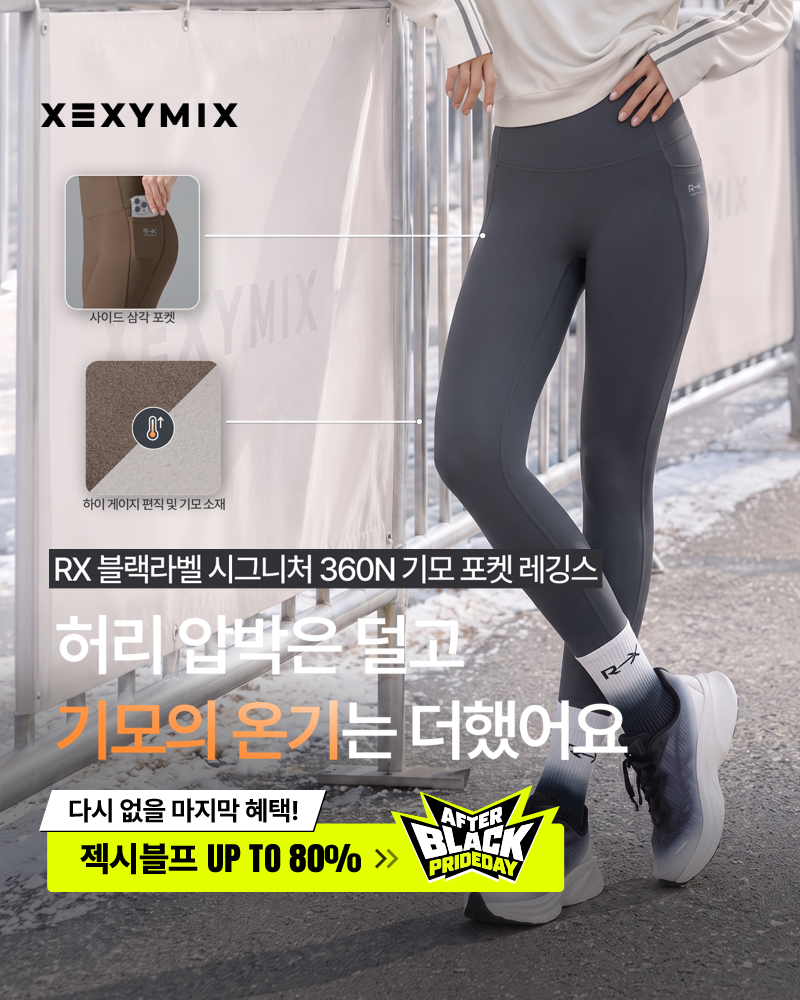 XEXYMIX
사이드 삼각 포켓
하이 게이지 편직 및 기모 소재
RX 블랙라벨 시그니처 360N 기모 포켓 레깅스
허리 압박은 덜고
기모의 온기는 더했어요
다시 없을 마지막 혜택!
젝시블프 UP TO 80% >>
AFTER
BLACK
PRIDEDAY
XEXYMIX
R-X
R-X
R-X